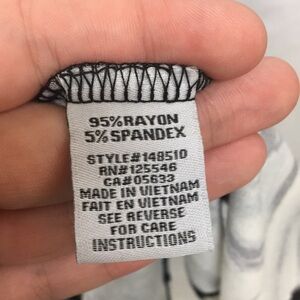 95%RAYON
5%SPANDEX
STYLE#148510
RN#125546
CA#05633
MADE IN VIETNAM
FAIT EN VIETNAM
SEE REVERSE
FOR CARE
INSTRUCTIONS